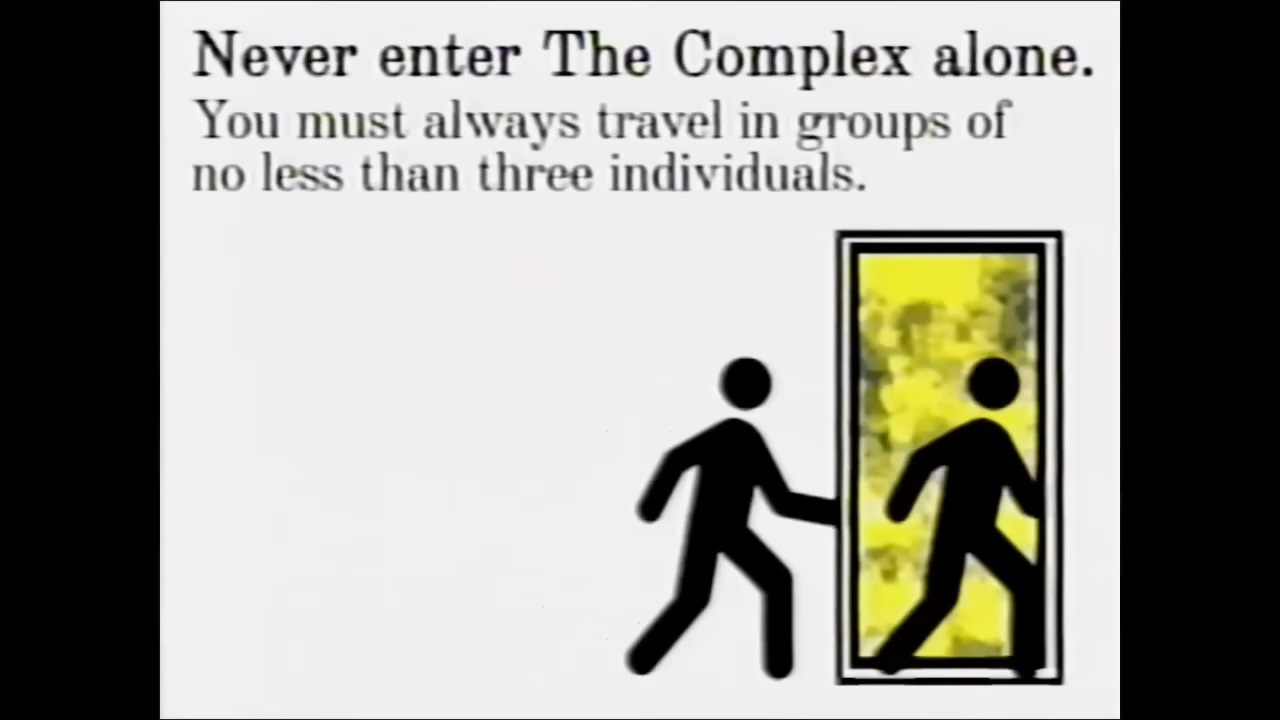 Never enter The Complex alone.
You must always travel in groups of
no less than three individuals.